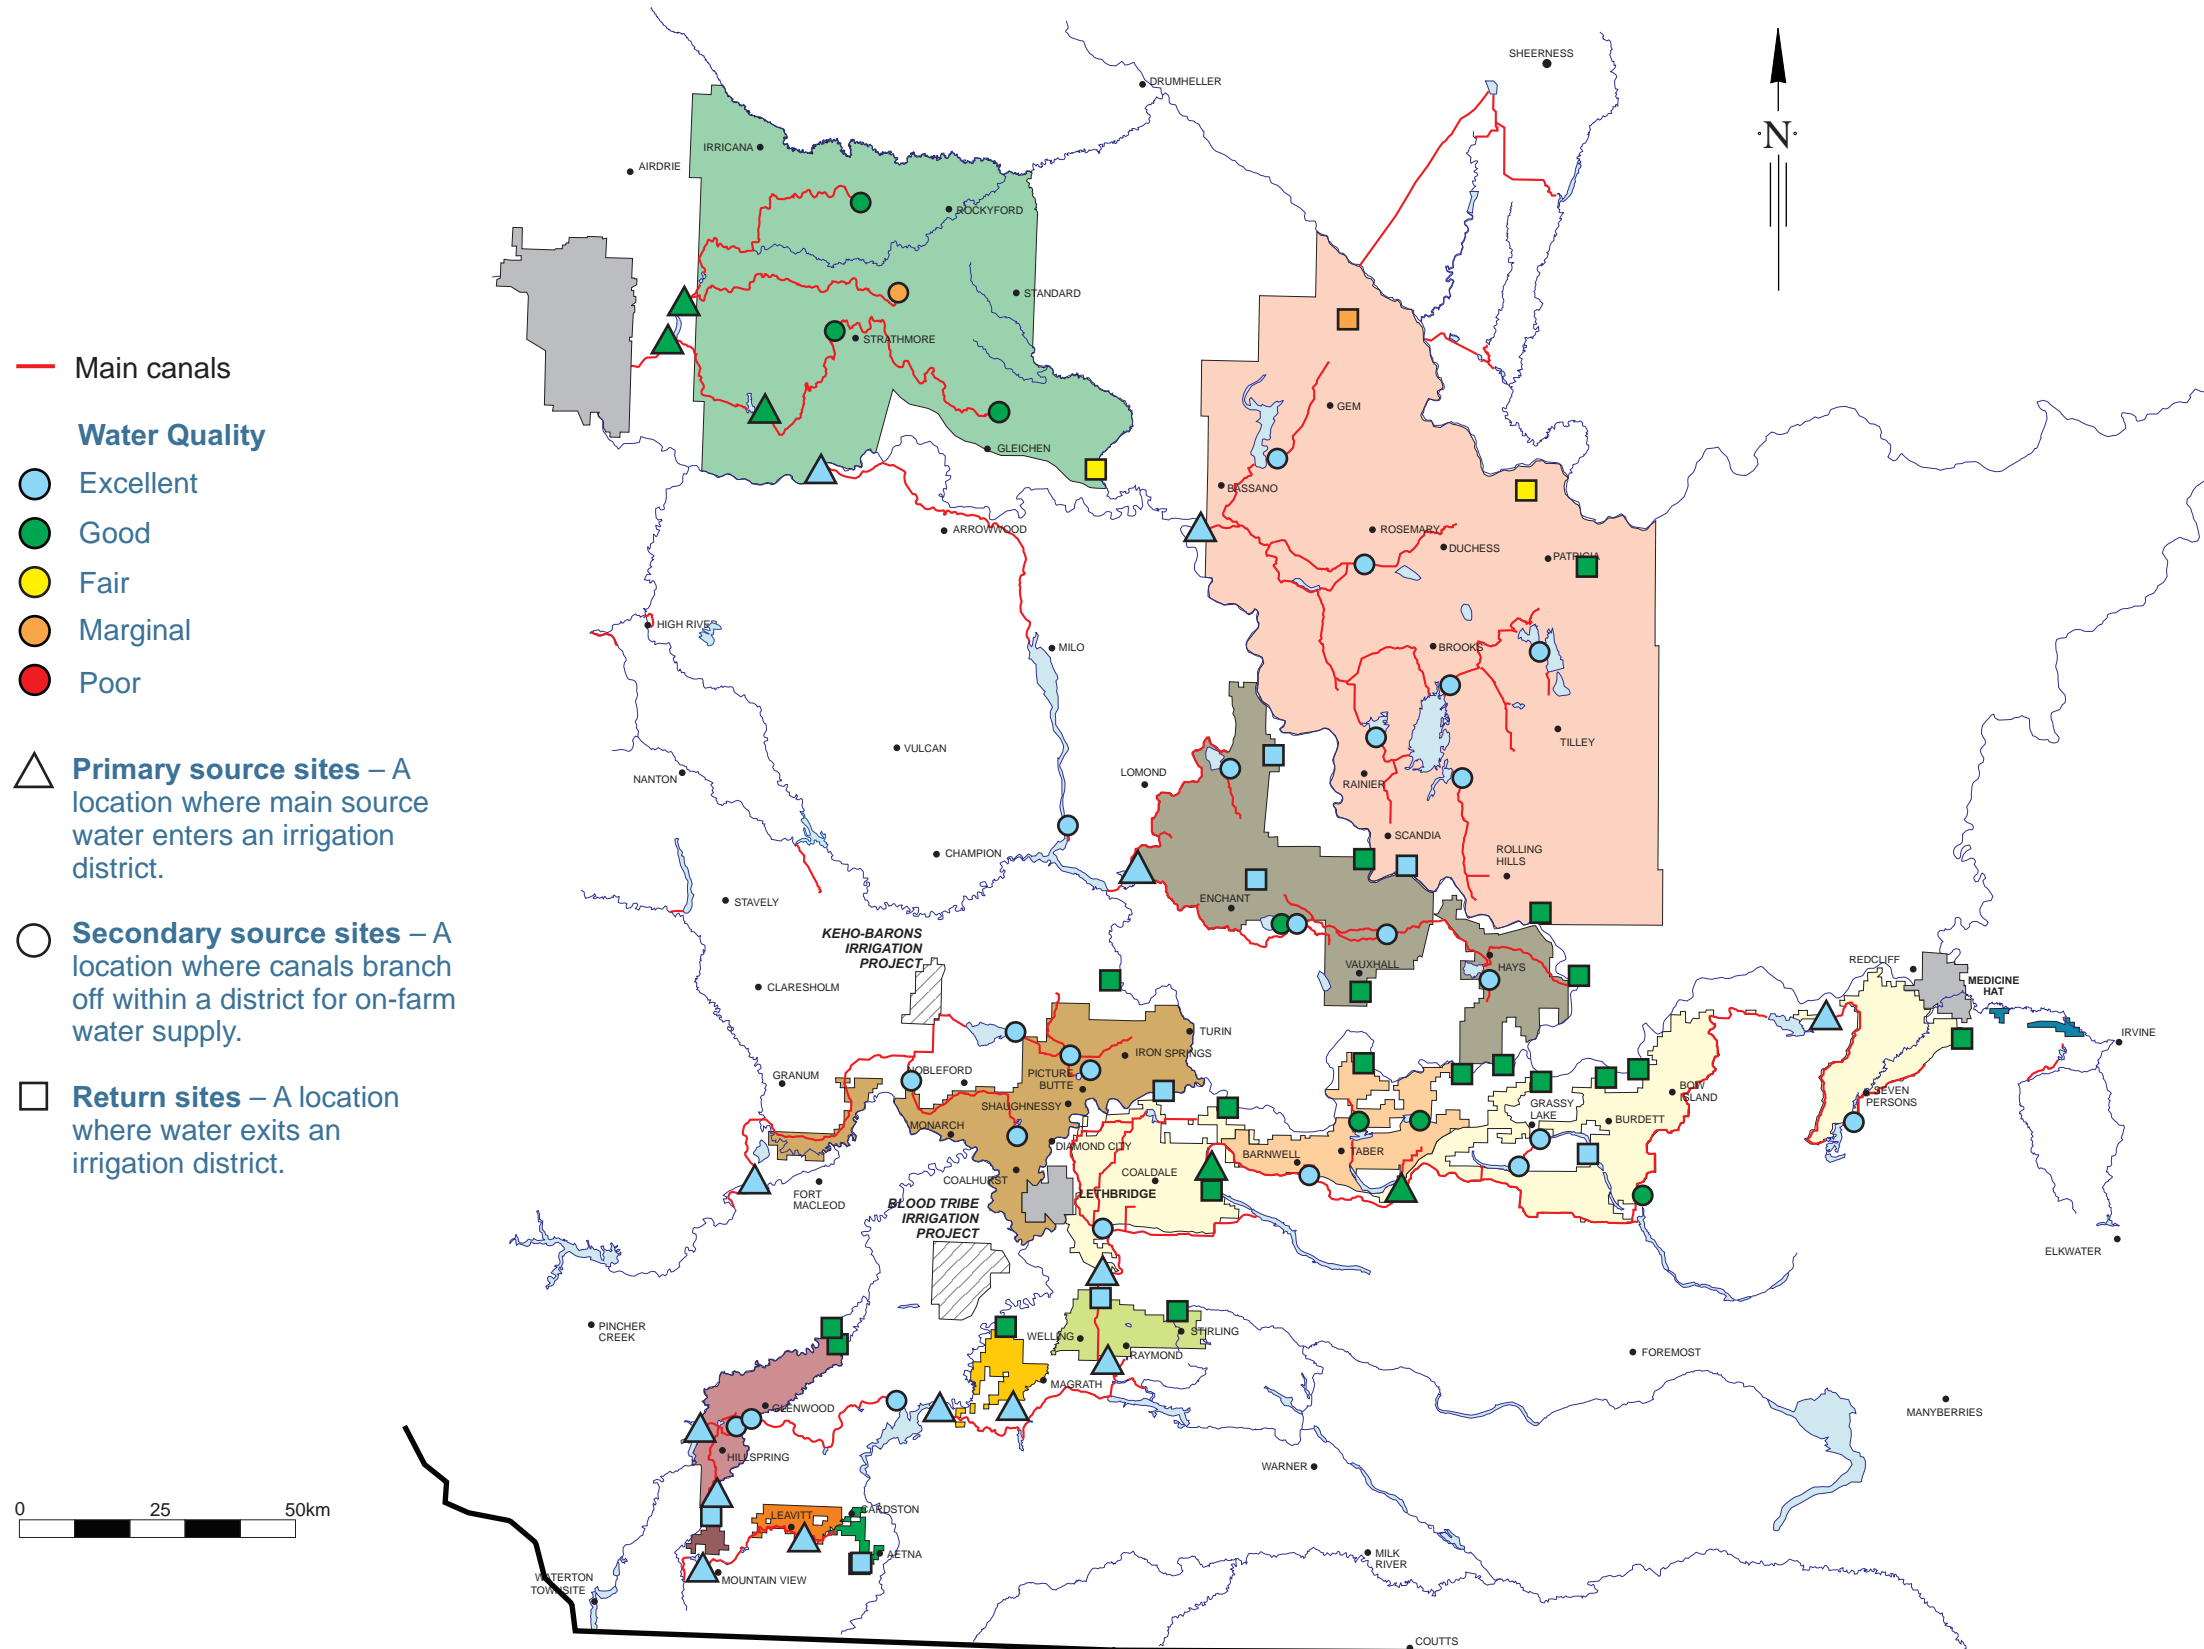 SHEERNESS
DRUMHELLER
N
IRRICANA
AIRDRIE
ROCKYFORD
STANDARD
STRATHMORE
Main canals
Water Quality
Excellent
Good
Fair
Marginal
Poor
Primary source sites – A
location where main source
water enters an irrigation
district.
Secondary source sites – A
location where canals branch
off within a district for on-farm
water supply.
Return sites – A location
where water exits an
irrigation district.
GEM
GLEICHEN
BASSANO
ARROWWOOD
ROSEMARY
DUCHESS
PATRICIA
HIGH RIVER
MILO
BROOKS
VULCAN
TILLEY
NANTON
LOMOND
RAINIER
SCANDIA
CHAMPION
ROLLING
HILLS
STAVELY
ENCHANT
KEHO-BARONS
IRRIGATION
PROJECT
VAUXHALL
HAYS
REDCLIFF
MEDICINE
HAT
CLARESHOLM
TURIN
IRVINE
IRON SPRINGS
GRANUM
NOBLEFORD
PICTURE
BUTTE
SHAUGHNESSY
BOW
ISLAND
SEVEN
PERSONS
GRASSY
LAKE
BURDETT
MONARCH
DIAMOND CITY
BARNWELL
TABER
COALDALE
COALHURST
LETHBRIDGE
FORT
MACLEOD
BLOOD TRIBE
IRRIGATION
PROJECT
ELKWATER
PINCHER
CREEK
WELLING
STIRLING
RAYMOND
FOREMOST
MAGRATH
MANYBERRIES
GLENWOOD
HILLSPRING
WARNER
0 25 50km
LEAVITT
CARDSTON
AETNA
MILK
RIVER
MOUNTAIN VIEW
WATERTON
TOWNSITE
COUTTS